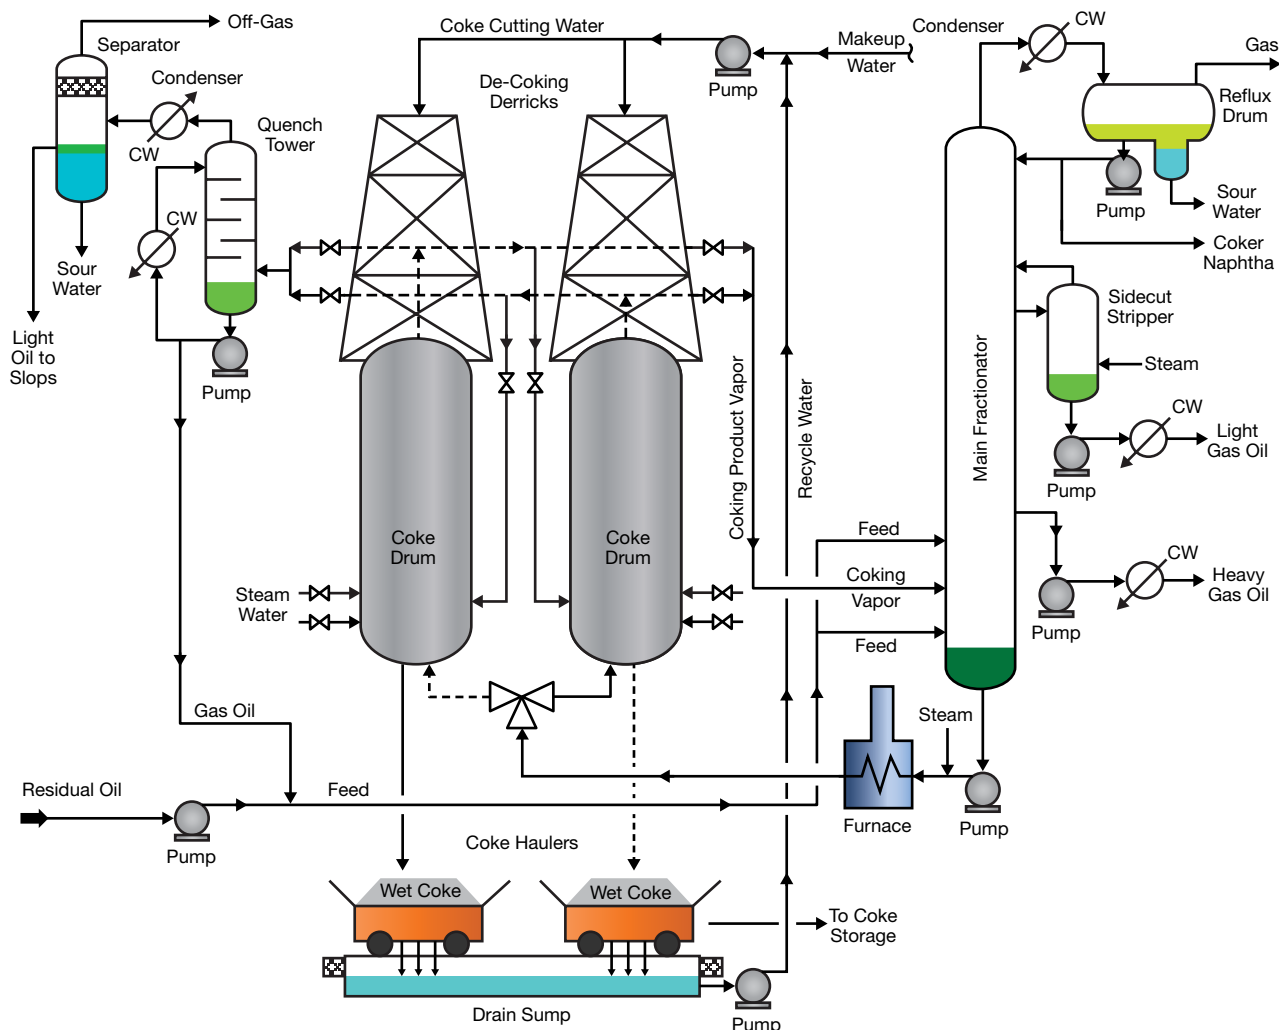 Off-Gas
Separator
Condenser
CW
Quench
Tower
CW
Sour
Water
Light
Oil to
Slops
Pump
Coke Cutting Water
De-Coking
Derricks
Pump
Makeup
Water
Condenser
CW
Gas
Reflux
Drum
Pump
Sour
Water
Coker
Naphtha
Sidecut
Stripper
Steam
CW
Light
Gas Oil
Pump
Main Fractionator
Coking Product Vapor
Recycle Water
Coke
Drum
Coke
Drum
Steam
Water
Feed
Coking
Vapor
Feed
CW
Heavy
Gas Oil
Pump
Gas Oil
Steam
Residual Oil
Feed
Pump
Furnace
Pump
Coke Haulers
Wet Coke
Wet Coke
To Coke
Storage
Drain Sump
Pump